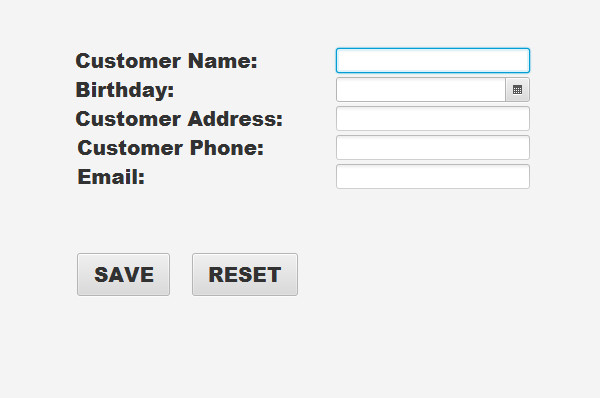 Customer Name:
Birthday:
Customer Address:
Customer Phone:
Email:
SAVE RESET